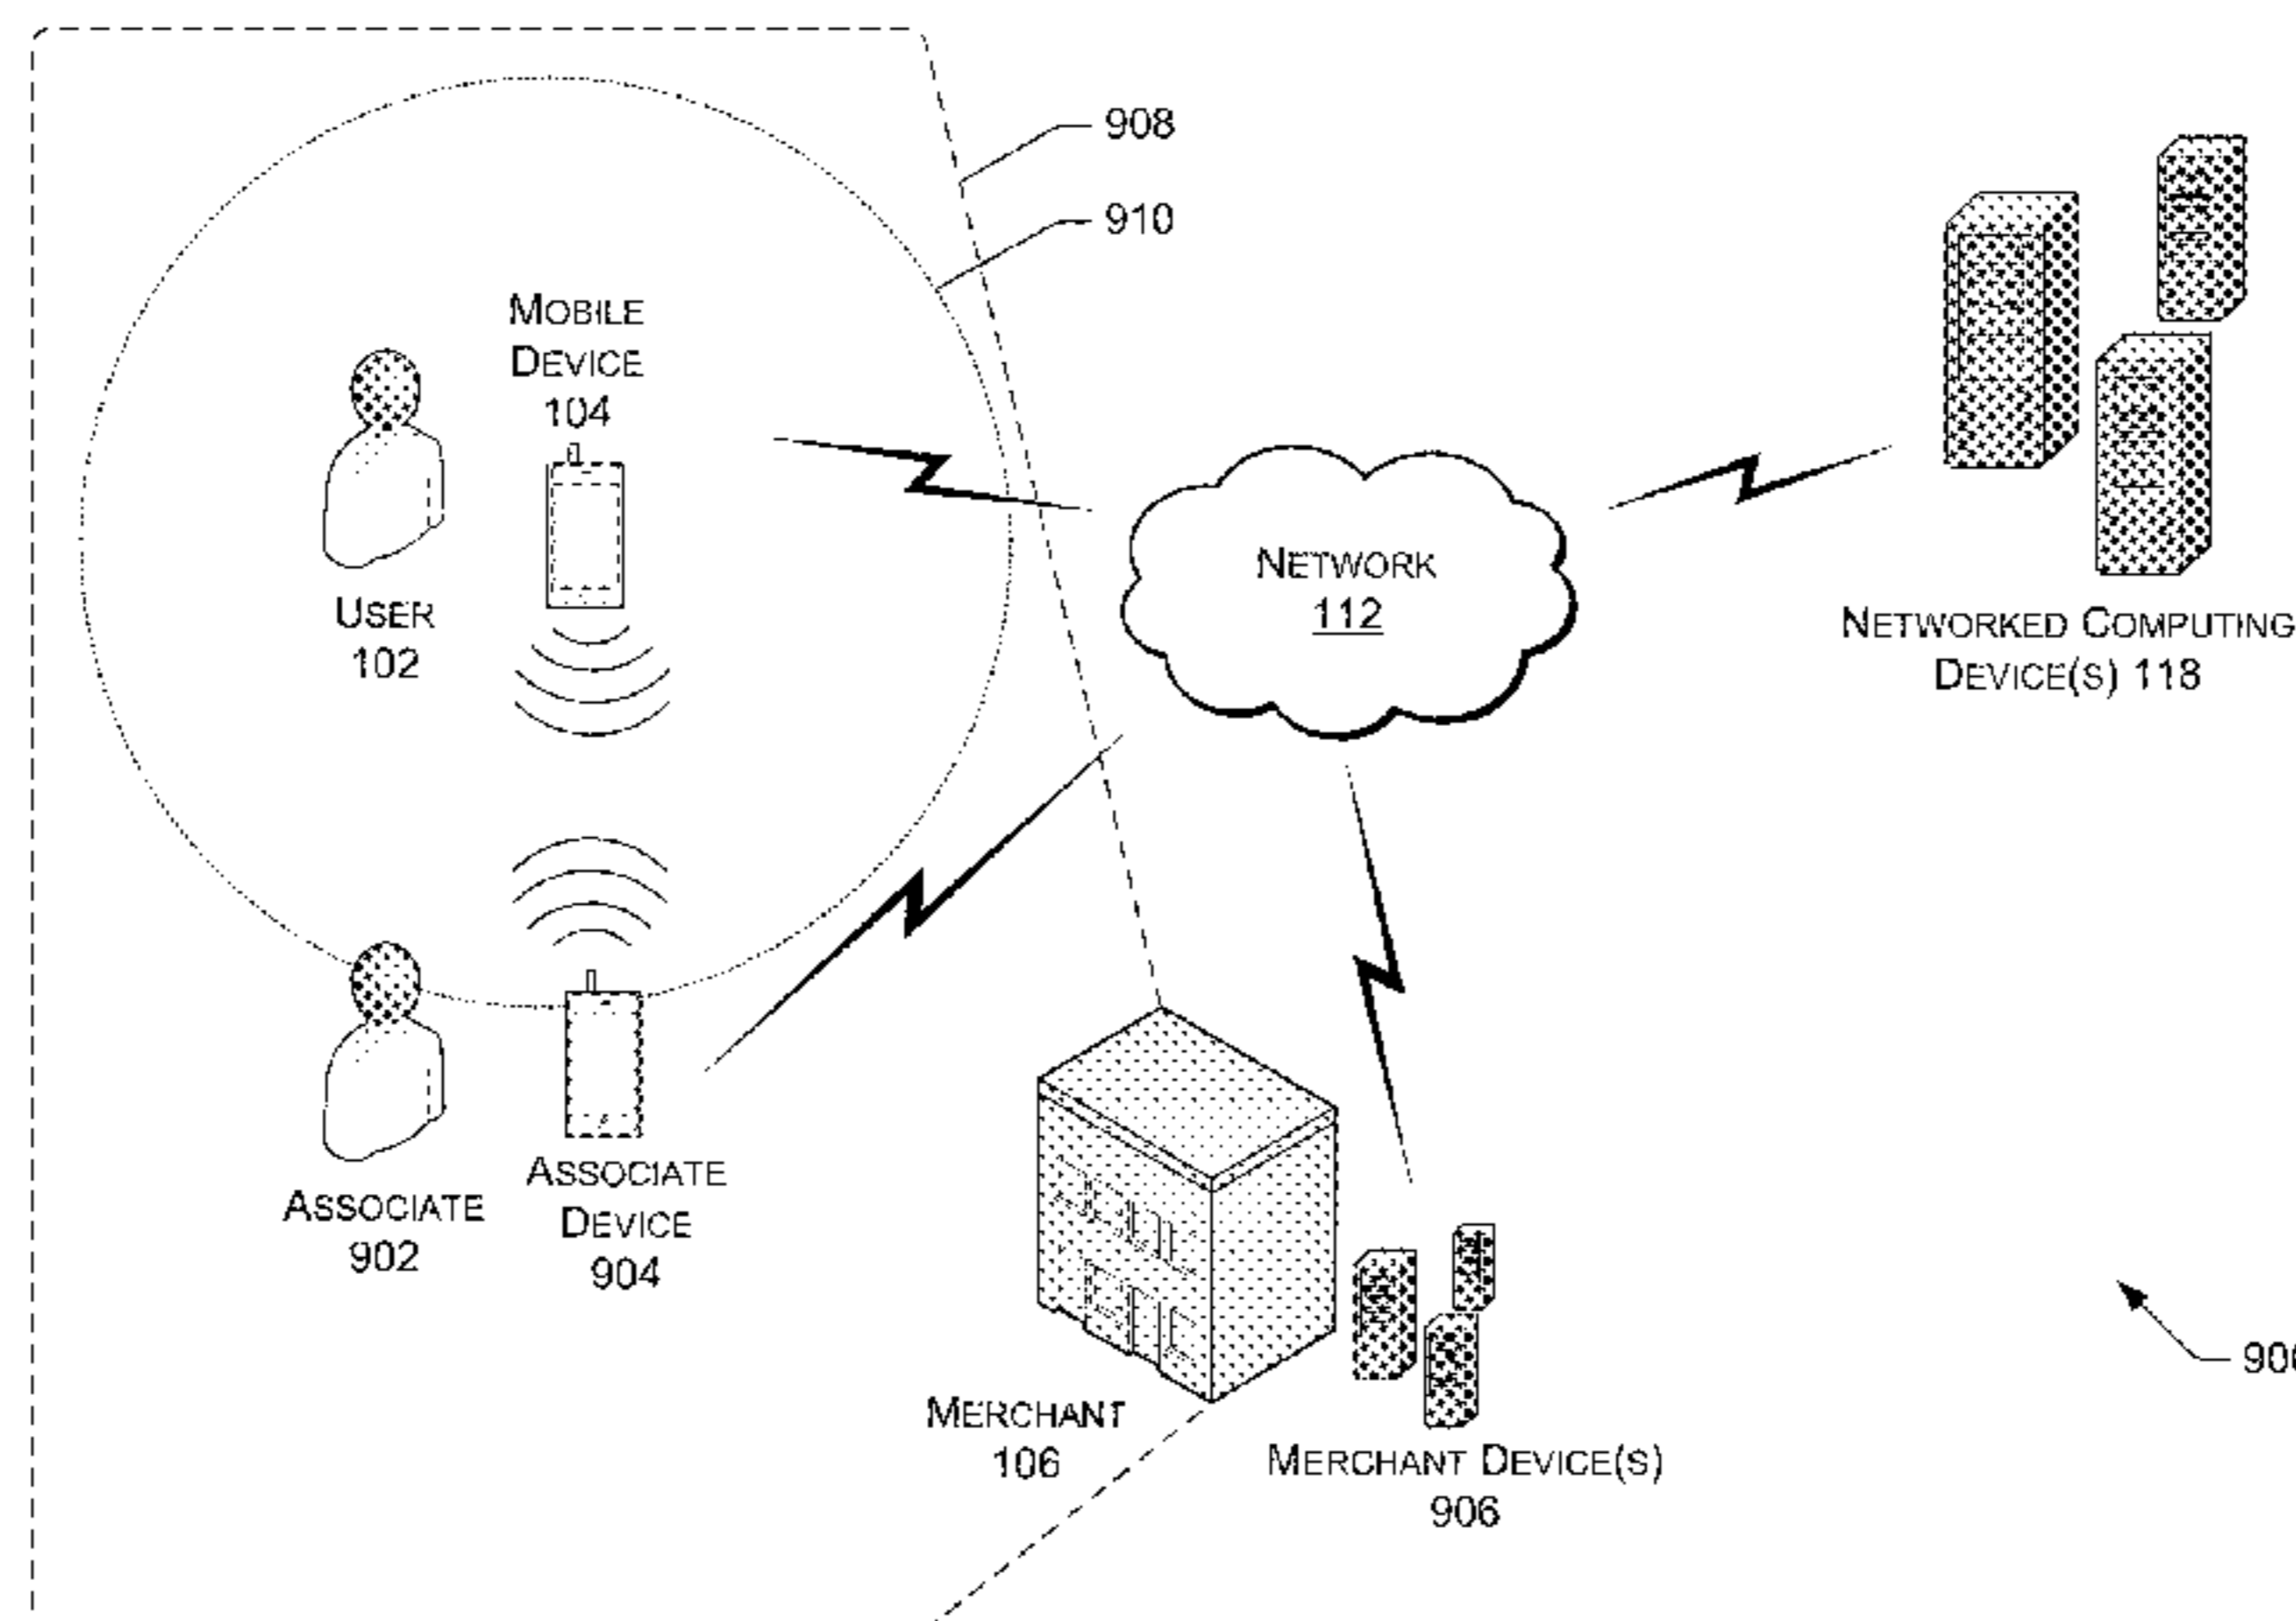 908
910
MOBILE
DEVICE
104
USER
102
NETWORK
112
NETWORKED COMPUTING
DEVICE(S) 118
ASSOCIATE
902
ASSOCIATE
DEVICE
904
MERCHANT
106
MERCHANT DEVICE(S)
906